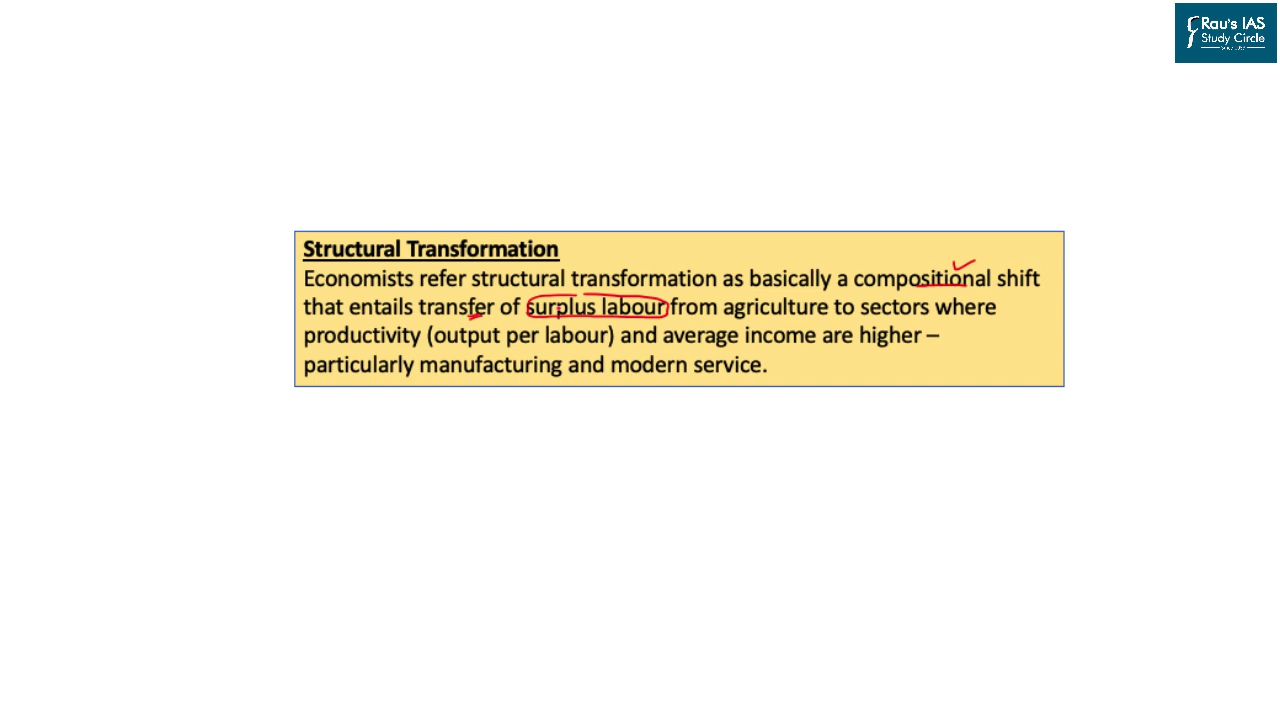 Rau's IAS
Study Circle
Structural Transformation
Economists refer structural transformation as basically a compositional shift
that entails transfer of surplus labour from agriculture to sectors where
productivity (output per labour) and average income are higher –
particularly manufacturing and modern service.